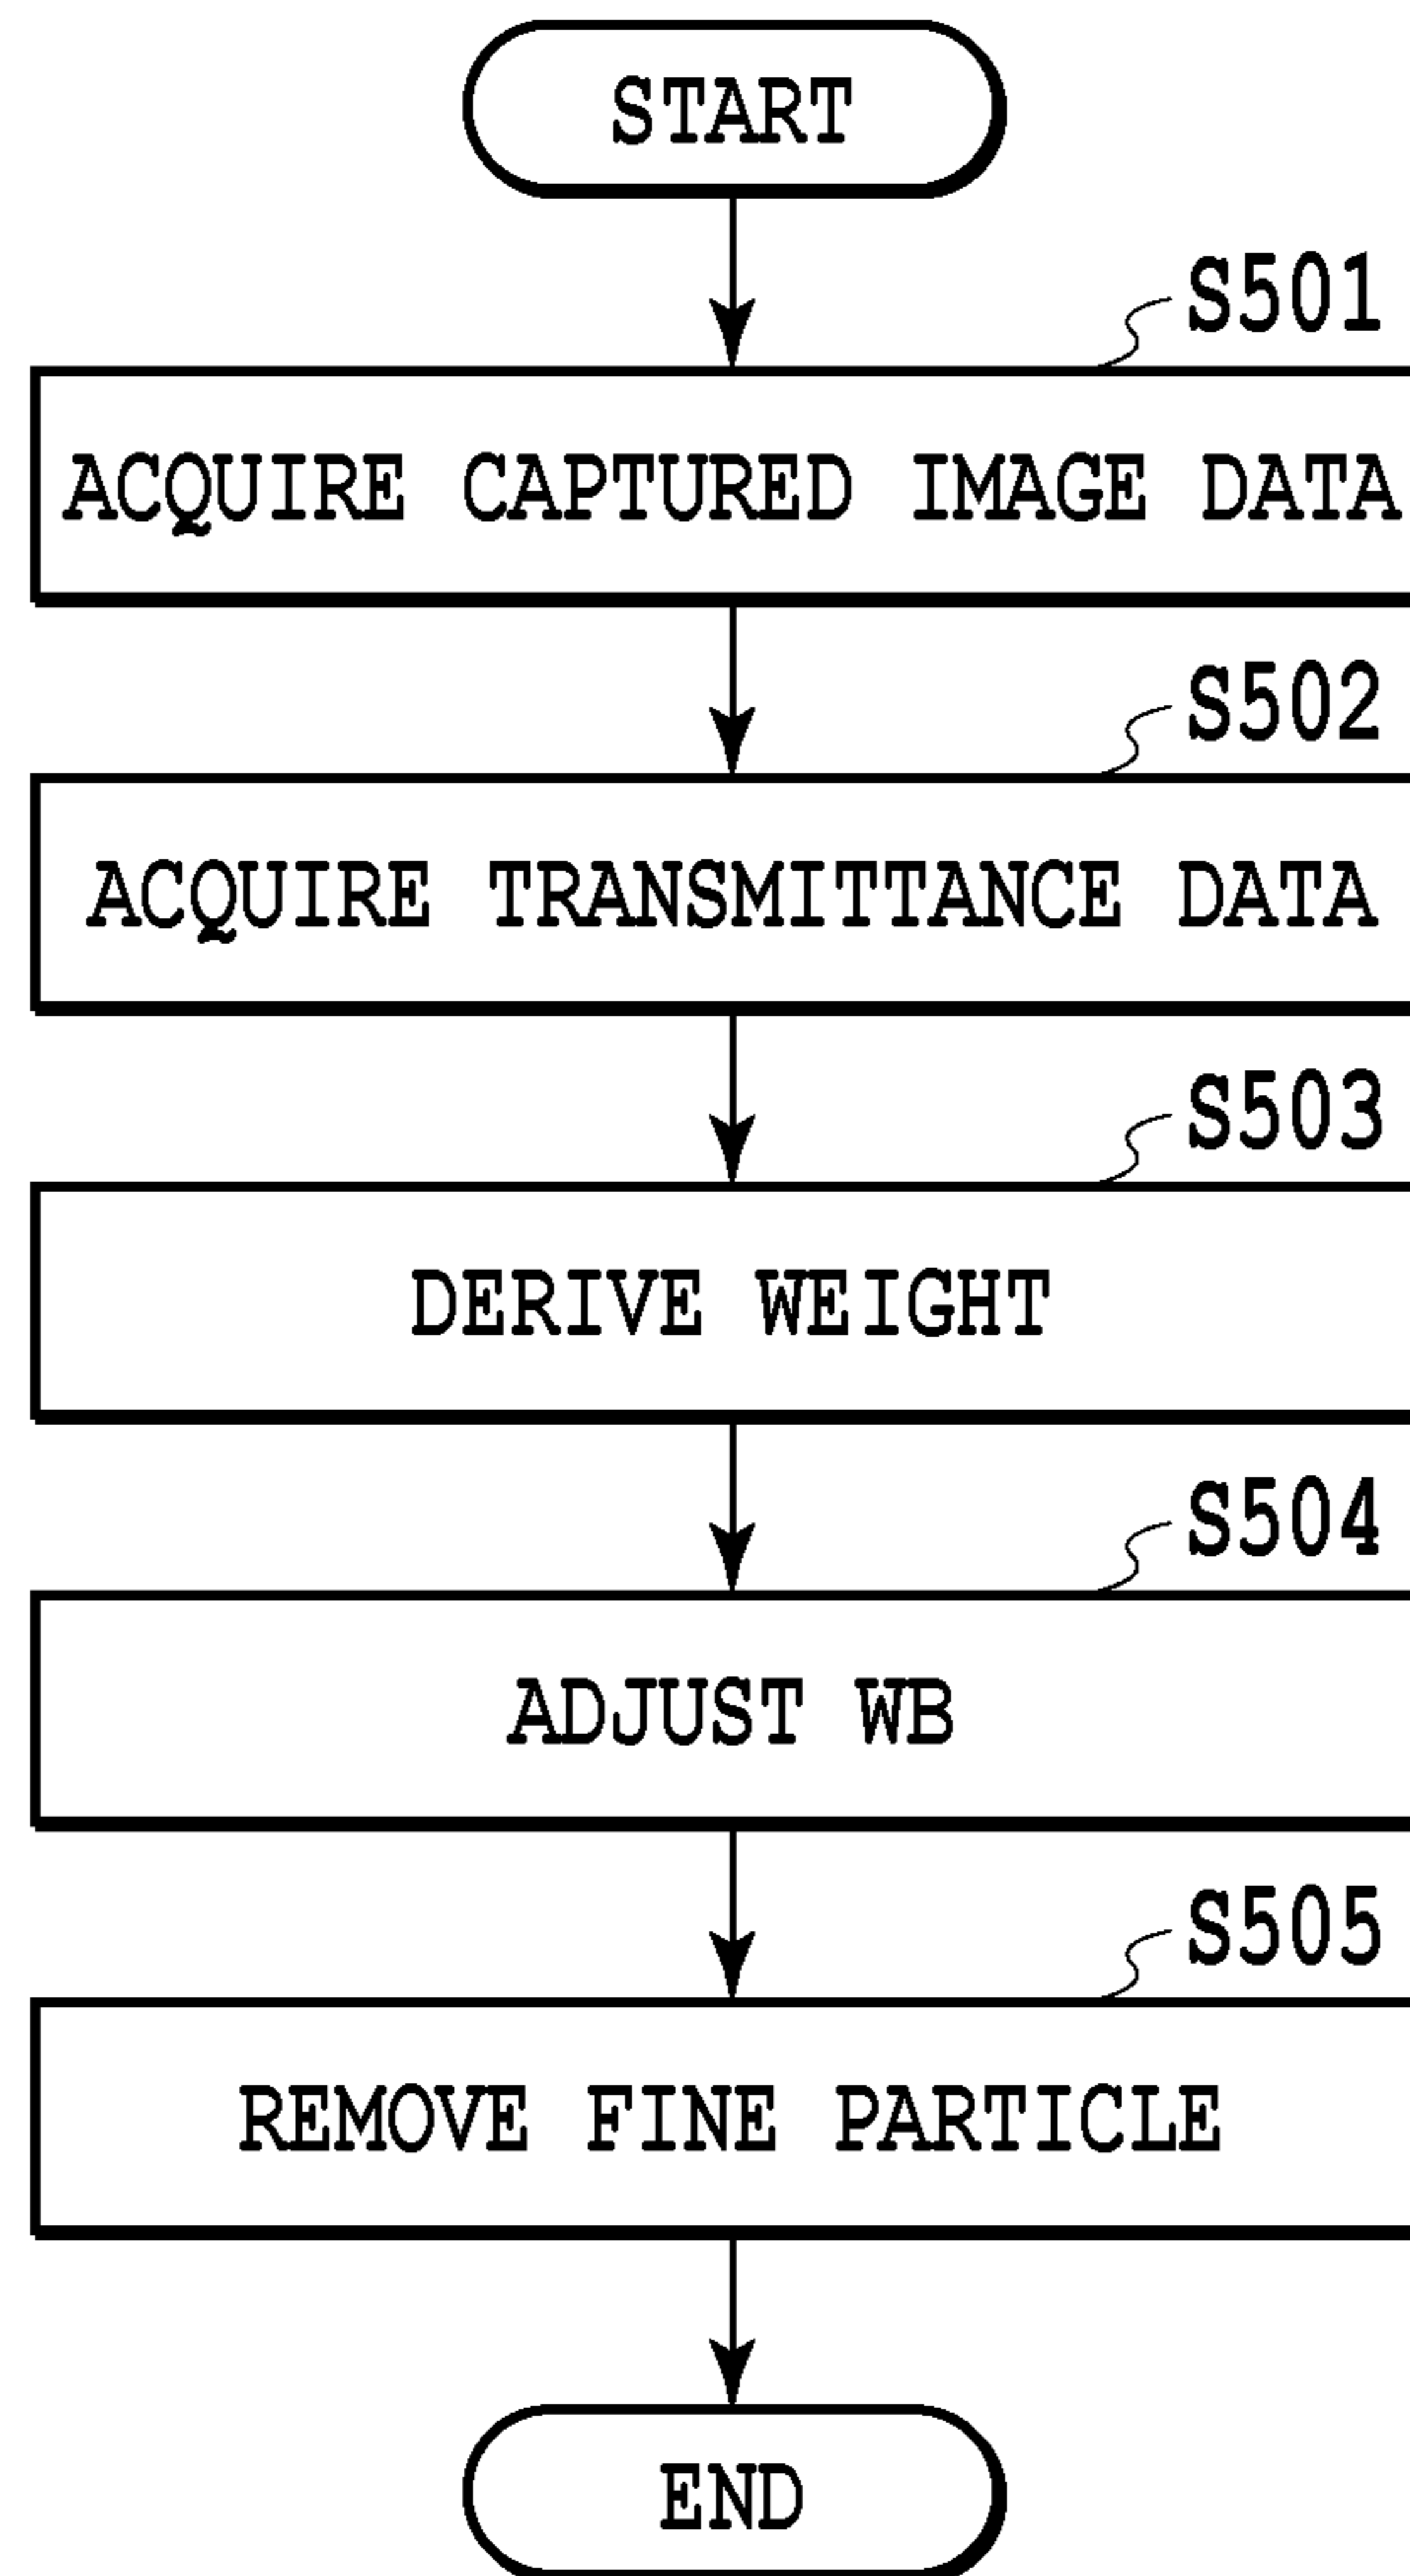 START
S501
ACQUIRE CAPTURED IMAGE DATA
S502
ACQUIRE TRANSMITTANCE DATA
S503
DERIVE WEIGHT
S504
ADJUST WB
S505
REMOVE FINE PARTICLE
END